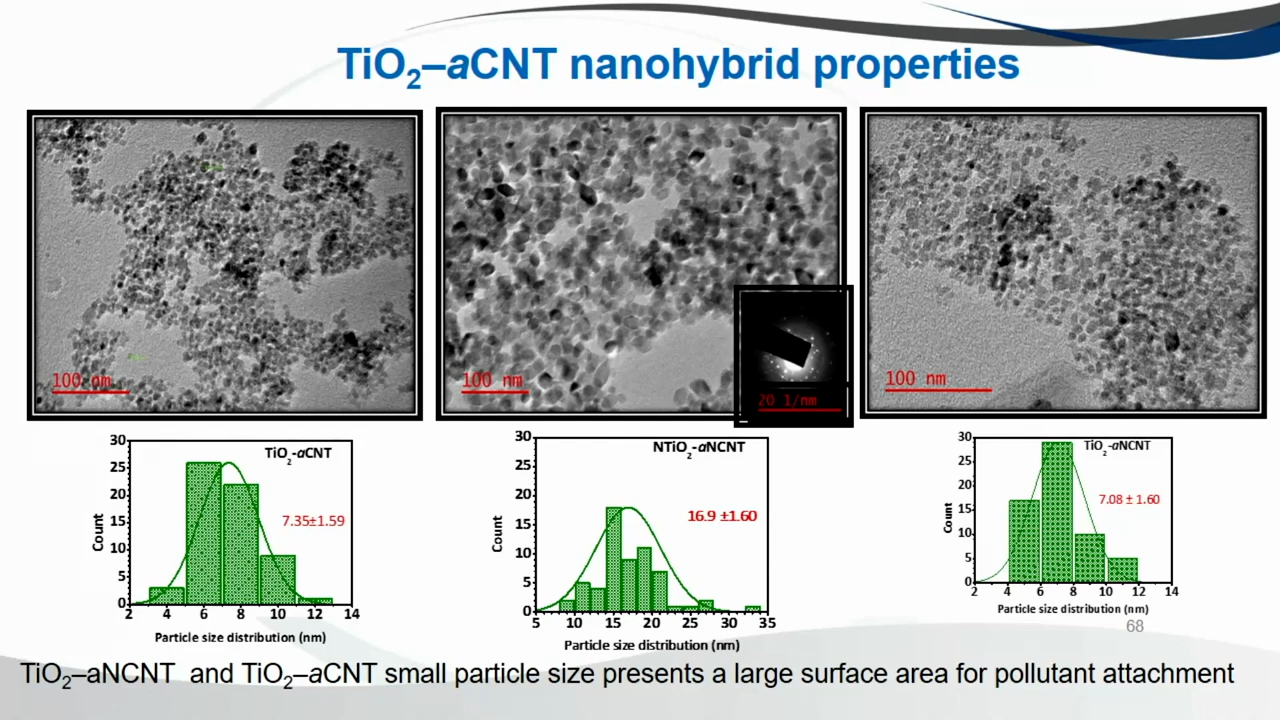 TiO2–aCNT nanohybrid properties
100 nm
100 nm
20 1/nm
100 nm
TiO2-aCNT
7.35±1.59
Count
30
25
20
15
10
5
0
2 4 6 8 10 12 14
Particle size distribution (nm)
NTiO2-aNCNT
16.9 ±1.60
Count
30
25
20
15
10
5
0
5 10 15 20 25 30 35
Particle size distribution (nm)
TiO2-aNCNT
7.08 ± 1.60
Count
30
25
20
15
10
5
0
2 4 6 8 10 12 14
Particle size distribution (nm)
68
TiO2–aNCNT and TiO2–aCNT small particle size presents a large surface area for pollutant attachment